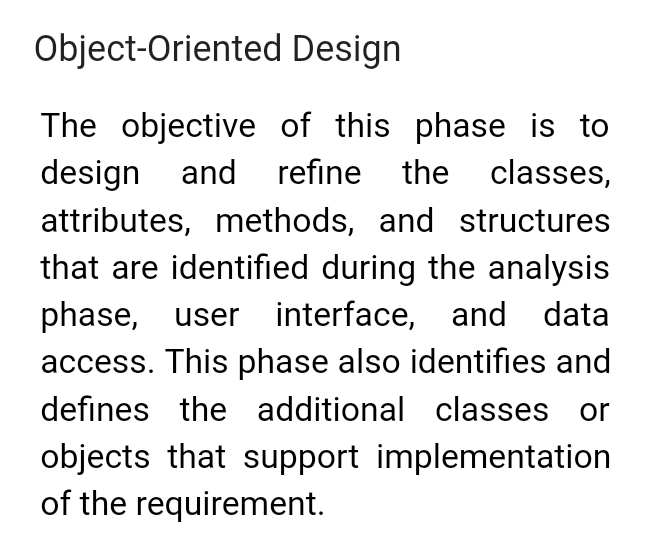 Object-Oriented Design
The objective of this phase is to
design and refine the classes,
attributes, methods, and structures
that are identified during the analysis
phase, user interface, and data
access. This phase also identifies and
defines the additional classes or
objects that support implementation
of the requirement.